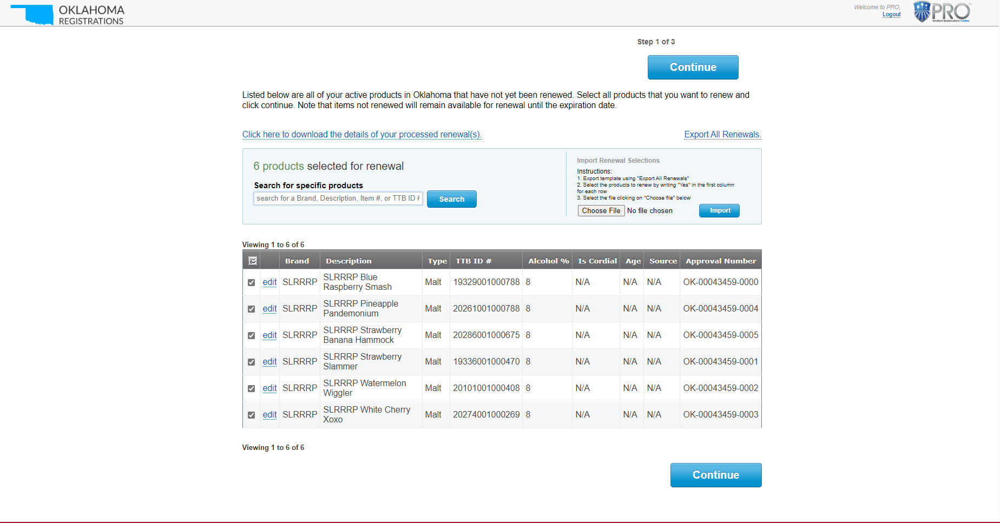 OKLAHOMA
REGISTRATIONS
Welcome to PRO,
Logout
PRO
Product Registration Online
Step 1 of 3
Continue
Listed below are all of your active products in Oklahoma that have not yet been renewed. Select all products that you want to renew and
click continue. Note that items not renewed will remain available for renewal until the expiration date.
Click here to download the details of your processed renewal(s).
Export All Renewals.
6 products selected for renewal
Search for specific products
search for a Brand, Description, Item #, or TTB ID #
Search
Import Renewal Selections
Instructions:
1. Export template using "Export All Renewals"
2. Select the products to renew by writing "Yes" in the first column
for each row
3. Select the file clicking on "Choose file" below
Choose File No file chosen
Import
Viewing 1 to 6 of 6
Brand Description Type TTB ID # Alcohol % Is Cordial Age Source Approval Number
edit SLRRRP SLRRRP Blue Raspberry Smash Malt 19329001000788 8 N/A N/A N/A OK-00043459-0000
edit SLRRRP SLRRRP Pineapple Pandemonium Malt 20261001000788 8 N/A N/A N/A OK-00043459-0004
edit SLRRRP SLRRRP Strawberry Banana Hammock Malt 20286001000675 8 N/A N/A N/A OK-00043459-0005
edit SLRRRP SLRRRP Strawberry Slammer Malt 19336001000470 8 N/A N/A N/A OK-00043459-0001
edit SLRRRP SLRRRP Watermelon Wiggler Malt 20101001000408 8 N/A N/A N/A OK-00043459-0002
edit SLRRRP SLRRRP White Cherry Xoxo Malt 20274001000269 8 N/A N/A N/A OK-00043459-0003
Viewing 1 to 6 of 6
Continue